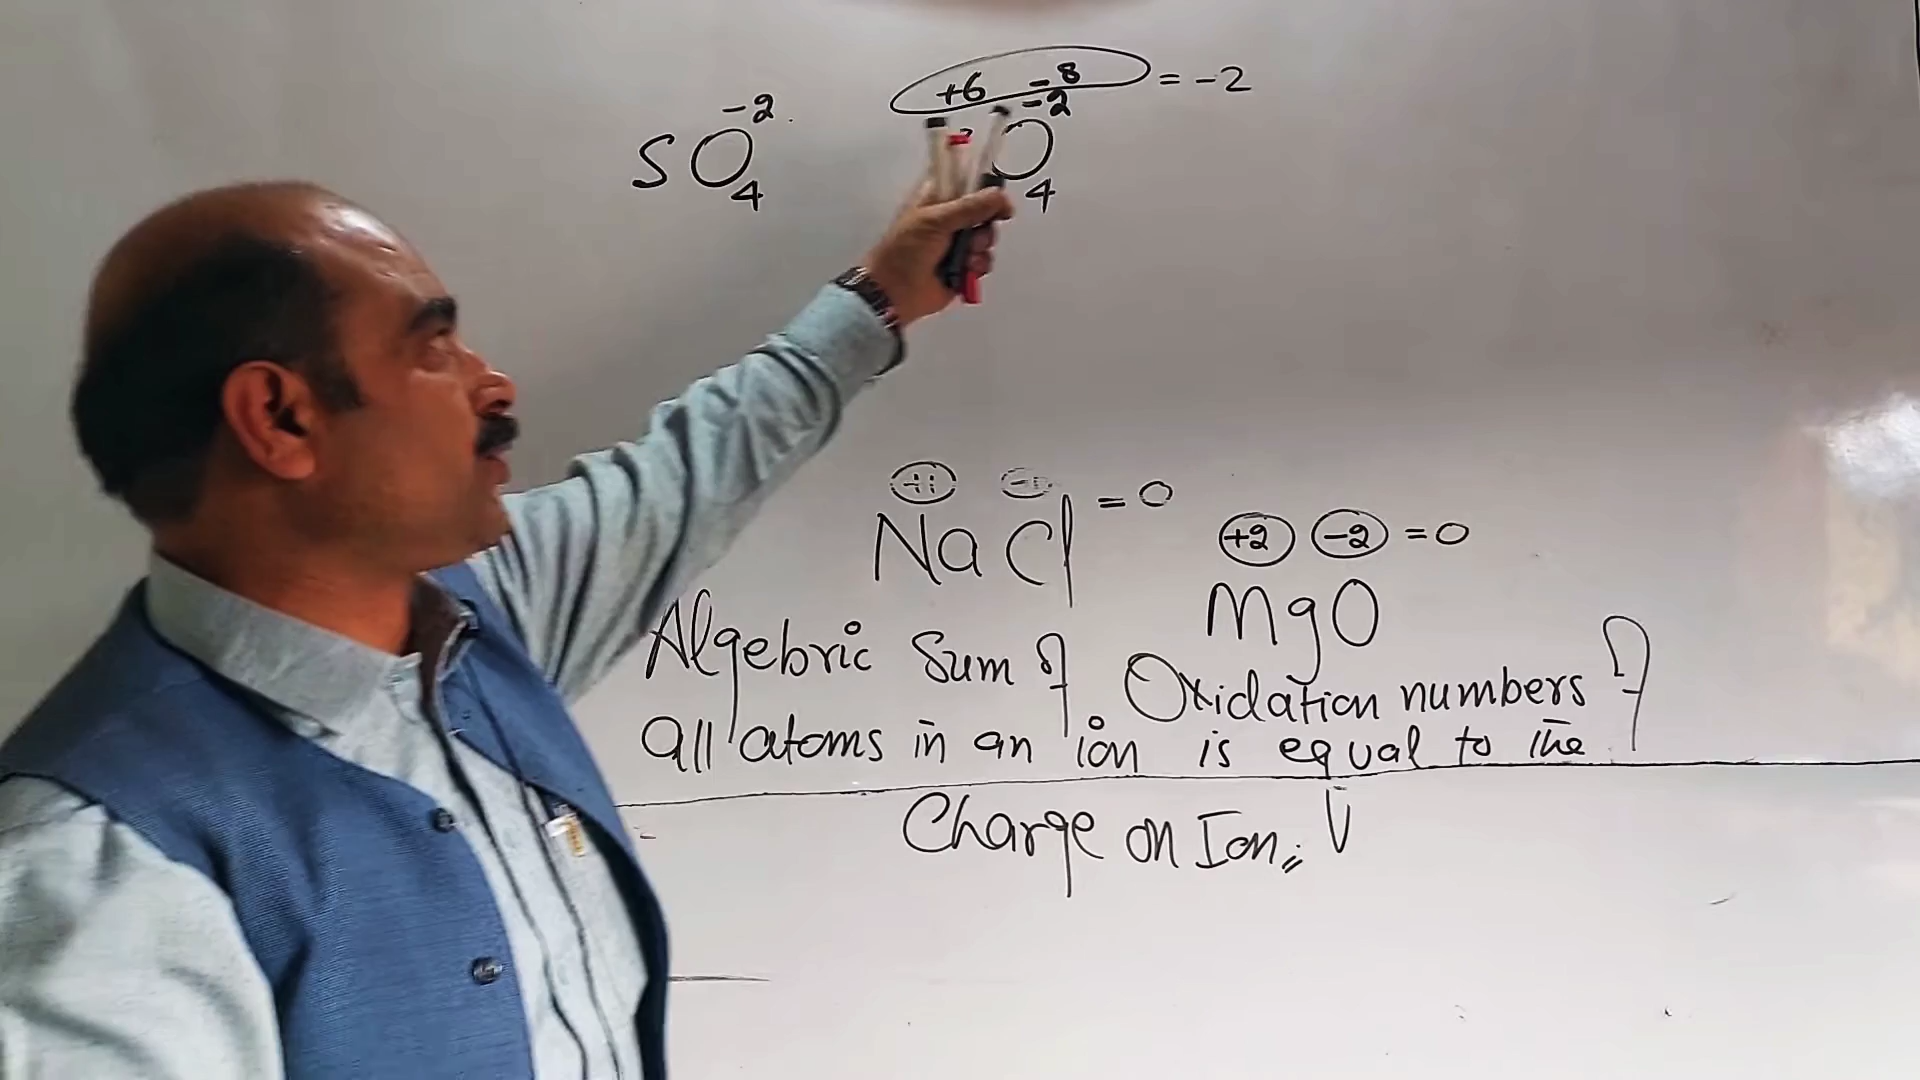 SO4 -2
+6 -8 = -2
-2
O4
+1 -1 = 0
NaCl
+2 -2 = 0
MgO
Algebric Sum of Oxidation numbers of
all atoms in an ion is equal to the
Charge on Ion